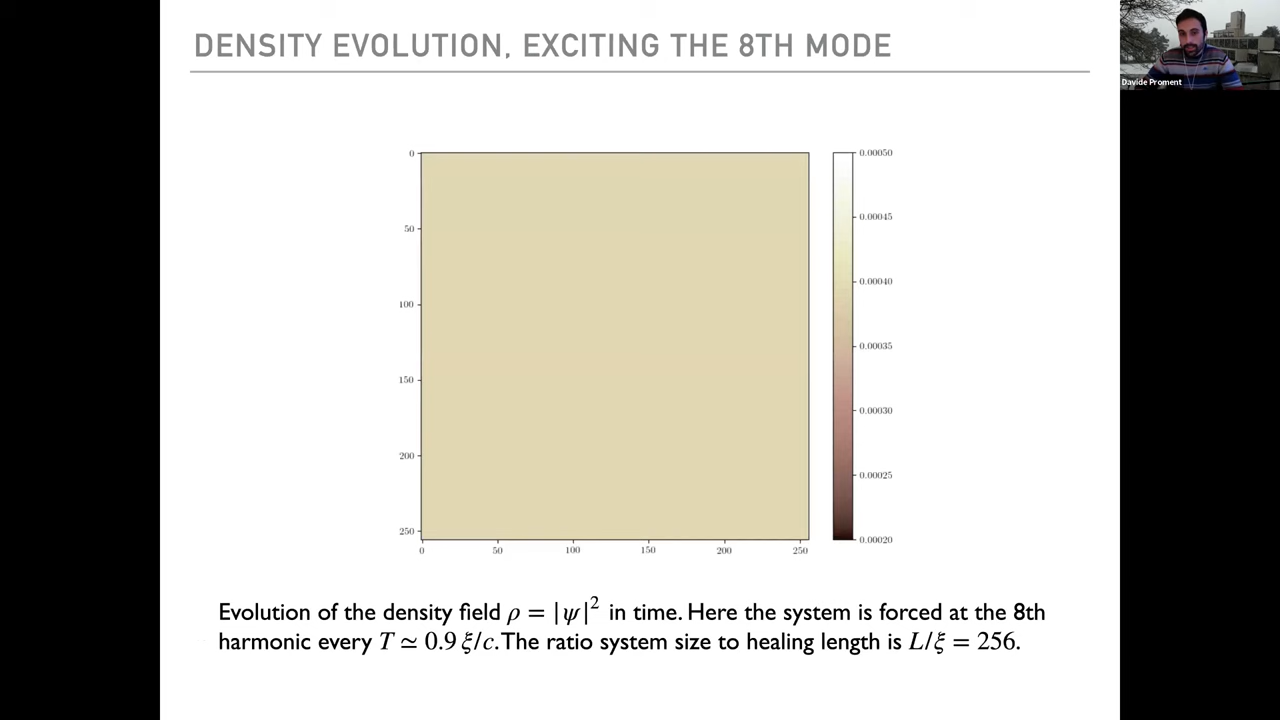 DENSITY EVOLUTION, EXCITING THE 8TH MODE
Davide Proment
0
50
100
150
200
250
0 50 100 150 200 250
0.00050
0.00045
0.00040
0.00035
0.00030
0.00025
0.00020
Evolution of the density field ρ = |ψ|² in time. Here the system is forced at the 8th
harmonic every T ≃ 0.9 ξ/c. The ratio system size to healing length is L/ξ = 256.